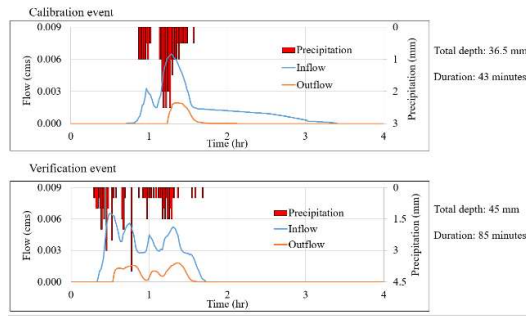 Calibration event
0.009
0.006
0.003
0
Flow (cms)
0
1
2
3
Precipitation (mm)
0
1
2
3
4
Time (hr)
Precipitation
Inflow
Outflow
Total depth: 36.5 mm
Duration: 43 minutes
Verification event
0.009
0.006
0.003
0
Flow (cms)
0
1.5
3
4.5
Precipitation (mm)
0
1
2
3
4
Time (hr)
Precipitation
Inflow
Outflow
Total depth: 45 mm
Duration: 85 minutes